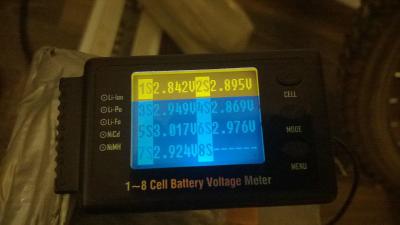 1S2.842V2S2.895V
3S2.949V4S2.869V
5S3.017V6S2.976V
7S2.924V8S------
CELL
MODE
MENU
Li-Ion
Li-Po
Li-Fe
NiCd
NiMH
1~8 Cell Battery Voltage Meter